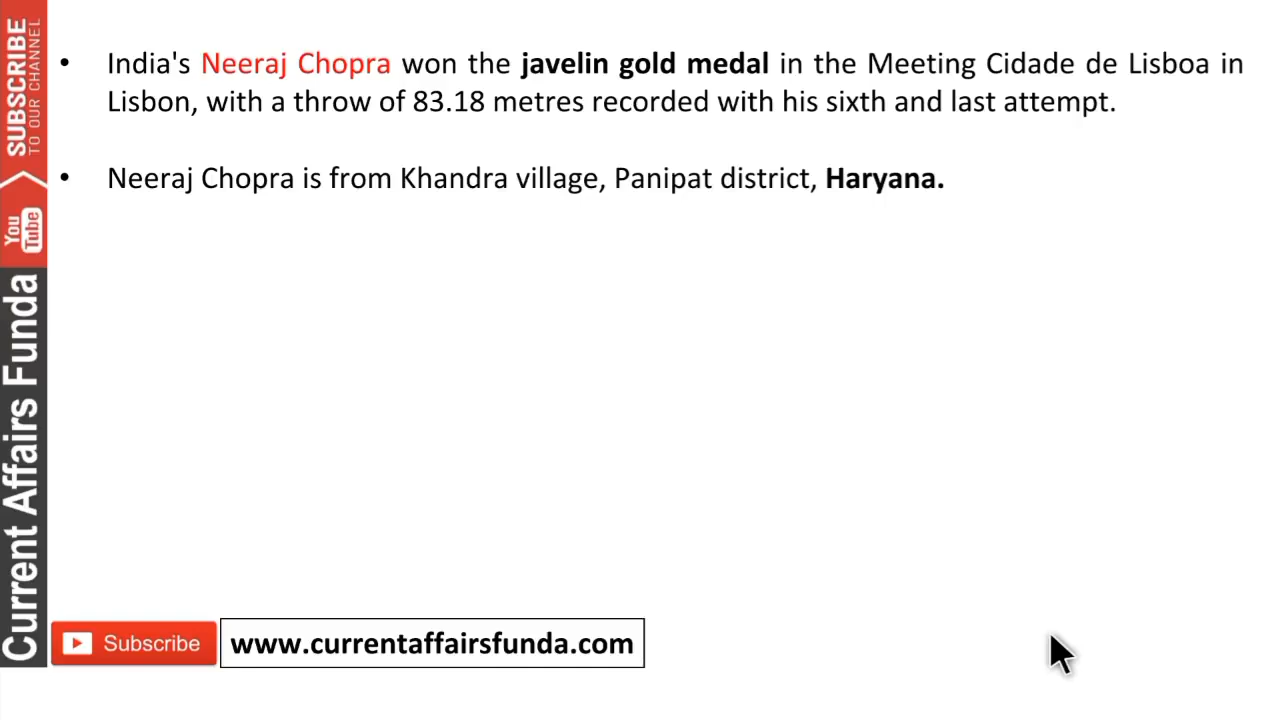 • India's Neeraj Chopra won the javelin gold medal in the Meeting Cidade de Lisboa in
Lisbon, with a throw of 83.18 metres recorded with his sixth and last attempt.
• Neeraj Chopra is from Khandra village, Panipat district, Haryana.
SUBSCRIBE
TO OUR CHANNEL
You
Tube
Current Affairs Funda
Subscribe
www.currentaffairsfunda.com